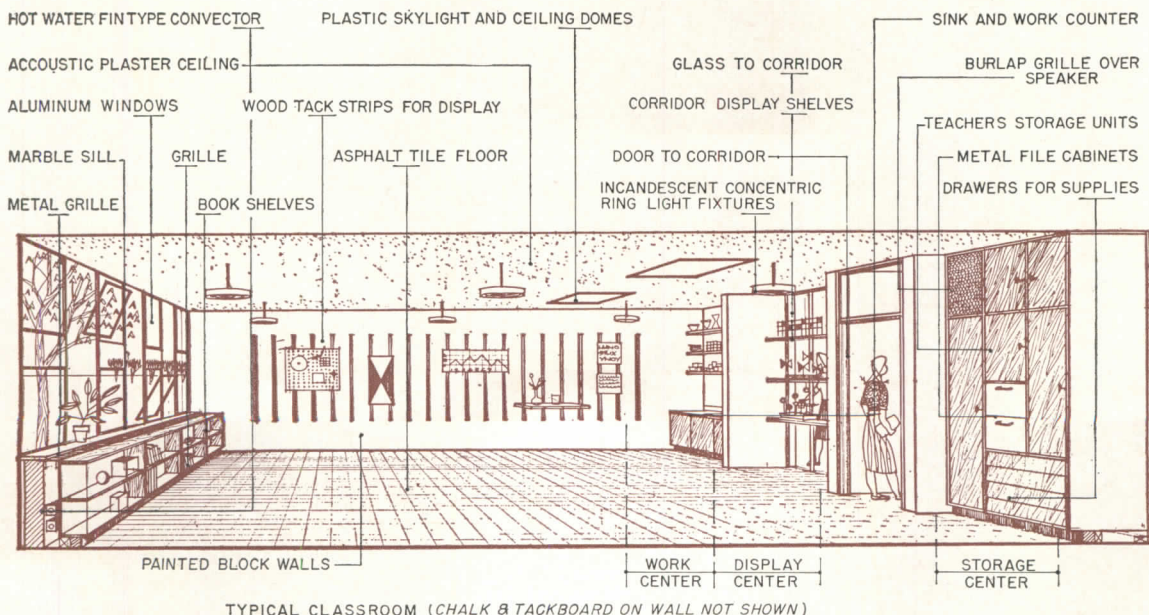 HOT WATER FIN TYPE CONVECTOR
PLASTIC SKYLIGHT AND CEILING DOMES
SINK AND WORK COUNTER
ACCOUSTIC PLASTER CEILING
GLASS TO CORRIDOR
BURLAP GRILLE OVER
SPEAKER
ALUMINUM WINDOWS
WOOD TACK STRIPS FOR DISPLAY
CORRIDOR DISPLAY SHELVES
TEACHERS STORAGE UNITS
MARBLE SILL
GRILLE
ASPHALT TILE FLOOR
DOOR TO CORRIDOR
METAL FILE CABINETS
METAL GRILLE
BOOK SHELVES
INCANDESCENT CONCENTRIC
RING LIGHT FIXTURES
DRAWERS FOR SUPPLIES
PAINTED BLOCK WALLS
WORK
CENTER
DISPLAY
CENTER
STORAGE
CENTER
TYPICAL CLASSROOM (CHALK & TACKBOARD ON WALL NOT SHOWN)